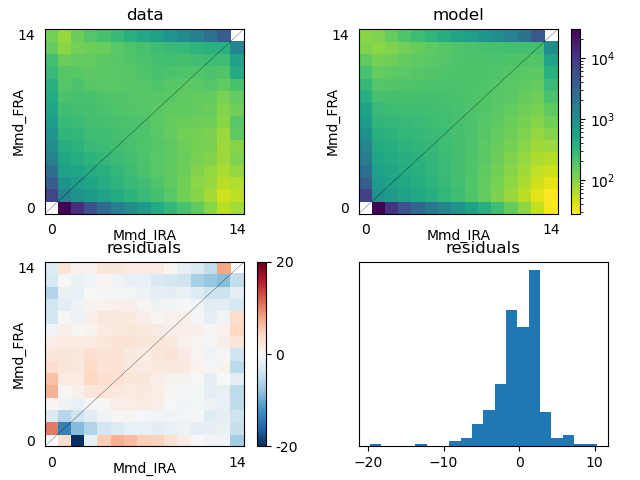 data
14
Mmd_FRA
0
0
14
Mmd_IRA
model
14
Mmd_FRA
0
0
14
Mmd_IRA
10^4
10^3
10^2
residuals
14
Mmd_FRA
0
0
14
Mmd_IRA
20
0
-20
residuals
−20
−10
0
10